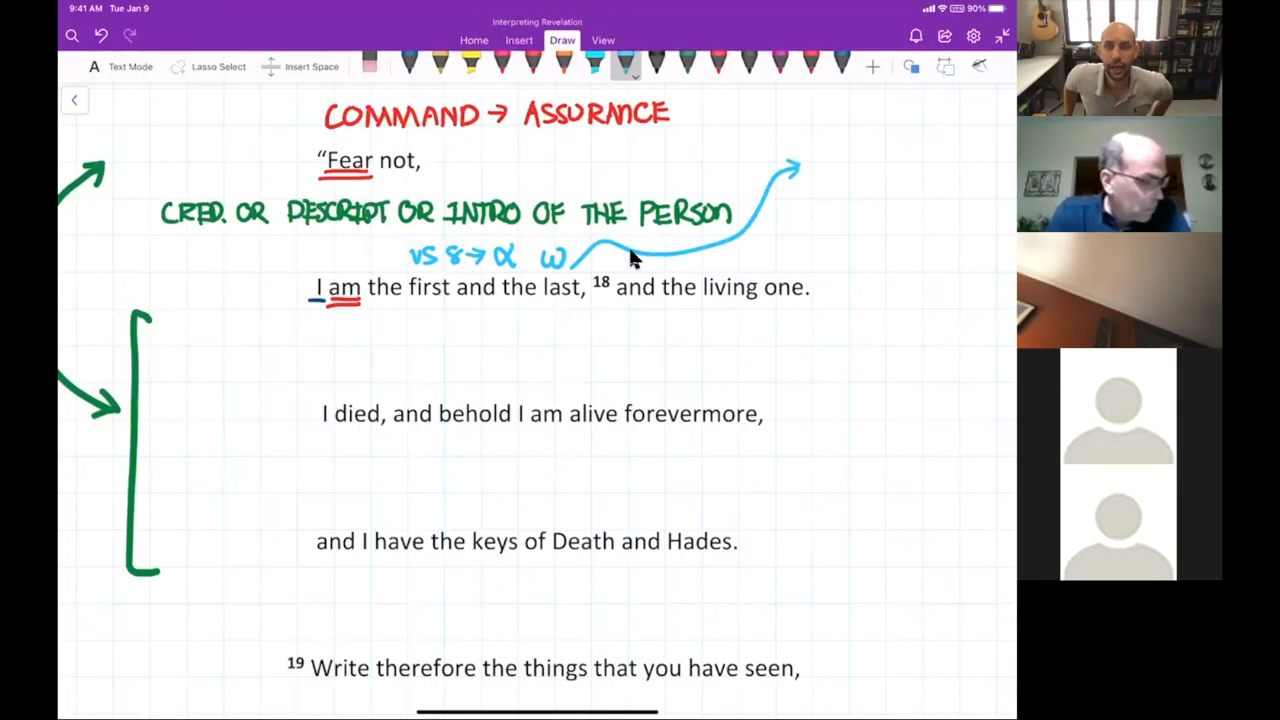 9:41 AM Tue Jan 9
90%
Interpreting Revelation
Home Insert Draw View
A Text Mode Lasso Select Insert Space
COMMAND → ASSURANCE
“Fear not,
CRED. OR DESCRIPT OR INTRO OF THE PERSON
vs 8 → α ω
I am the first and the last, 18 and the living one.
I died, and behold I am alive forevermore,
and I have the keys of Death and Hades.
19 Write therefore the things that you have seen,